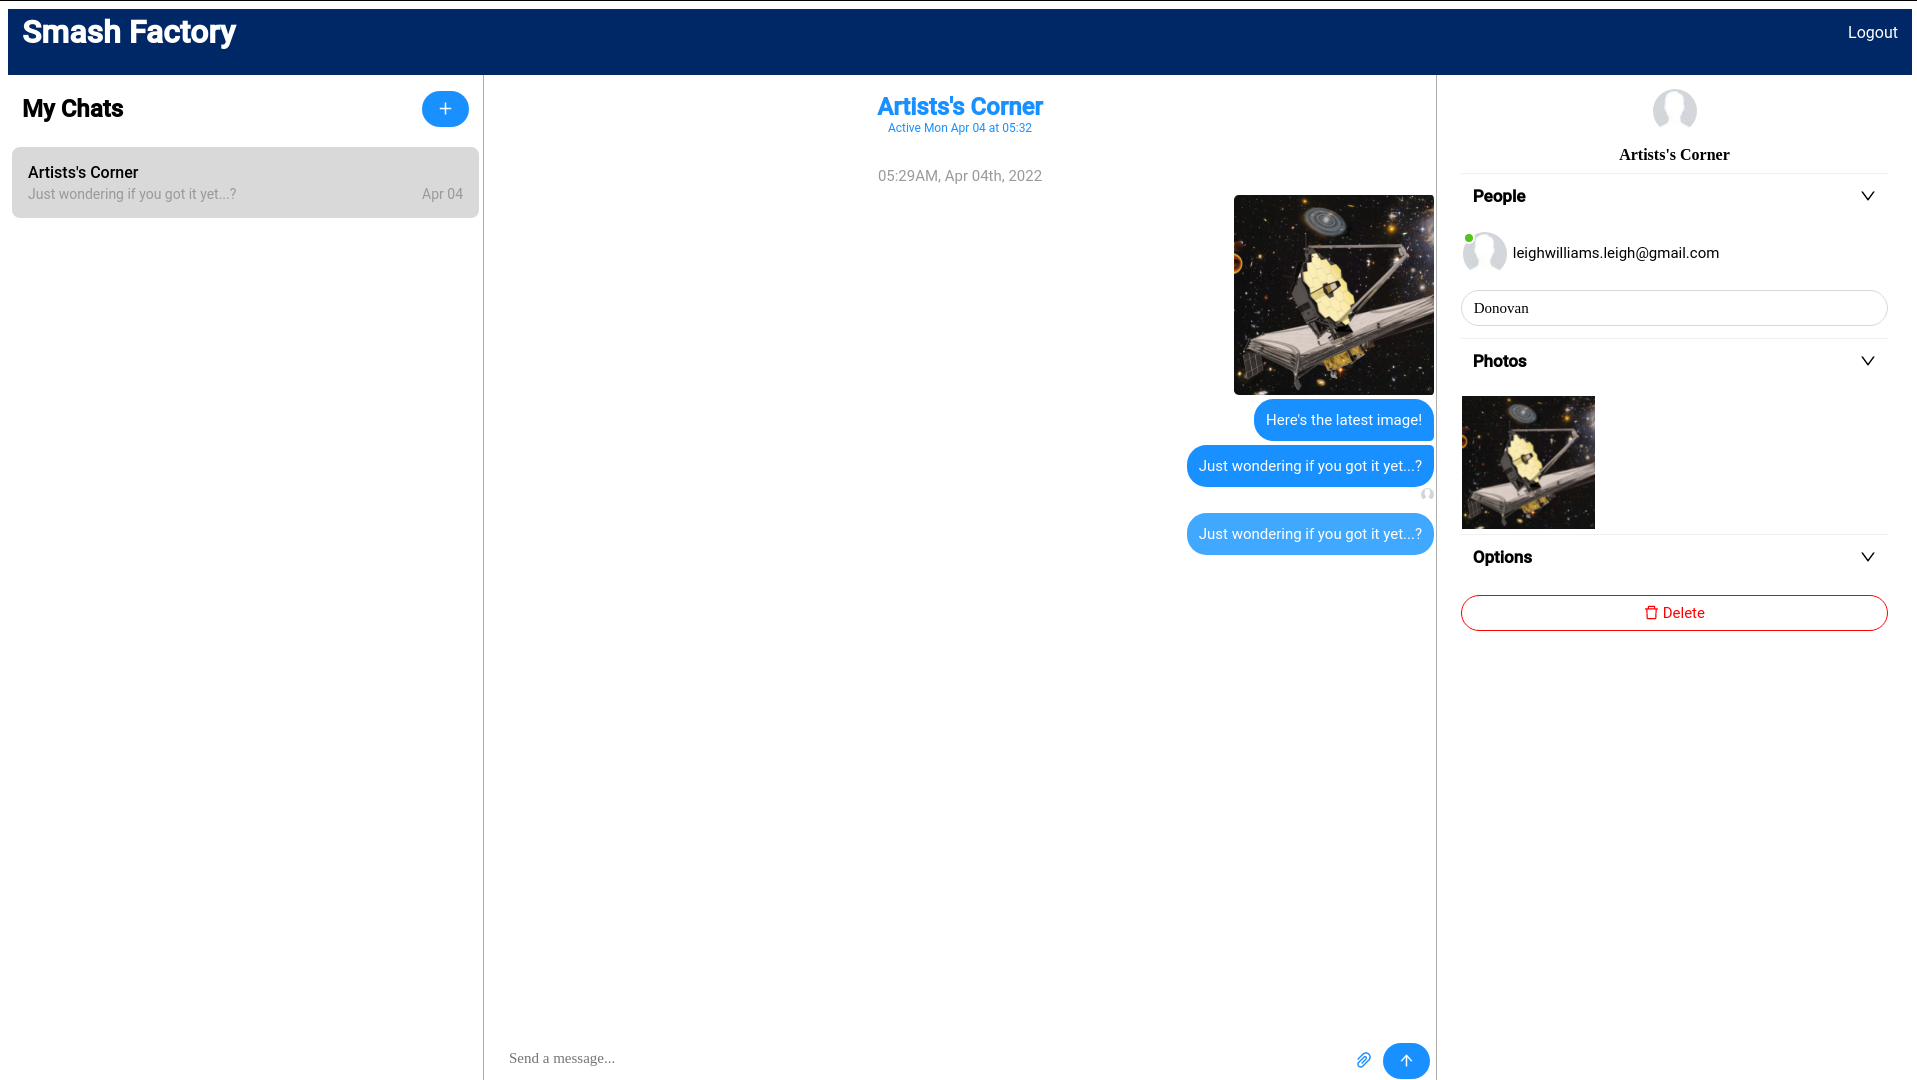 Smash Factory
Logout
My Chats
Artists's Corner
Just wondering if you got it yet...?
Apr 04
Artists's Corner
Active Mon Apr 04 at 05:32
05:29AM, Apr 04th, 2022
Here's the latest image!
Just wondering if you got it yet...?
Just wondering if you got it yet...?
Send a message...
Artists's Corner
People
leighwilliams.leigh@gmail.com
Donovan
Photos
Options
Delete